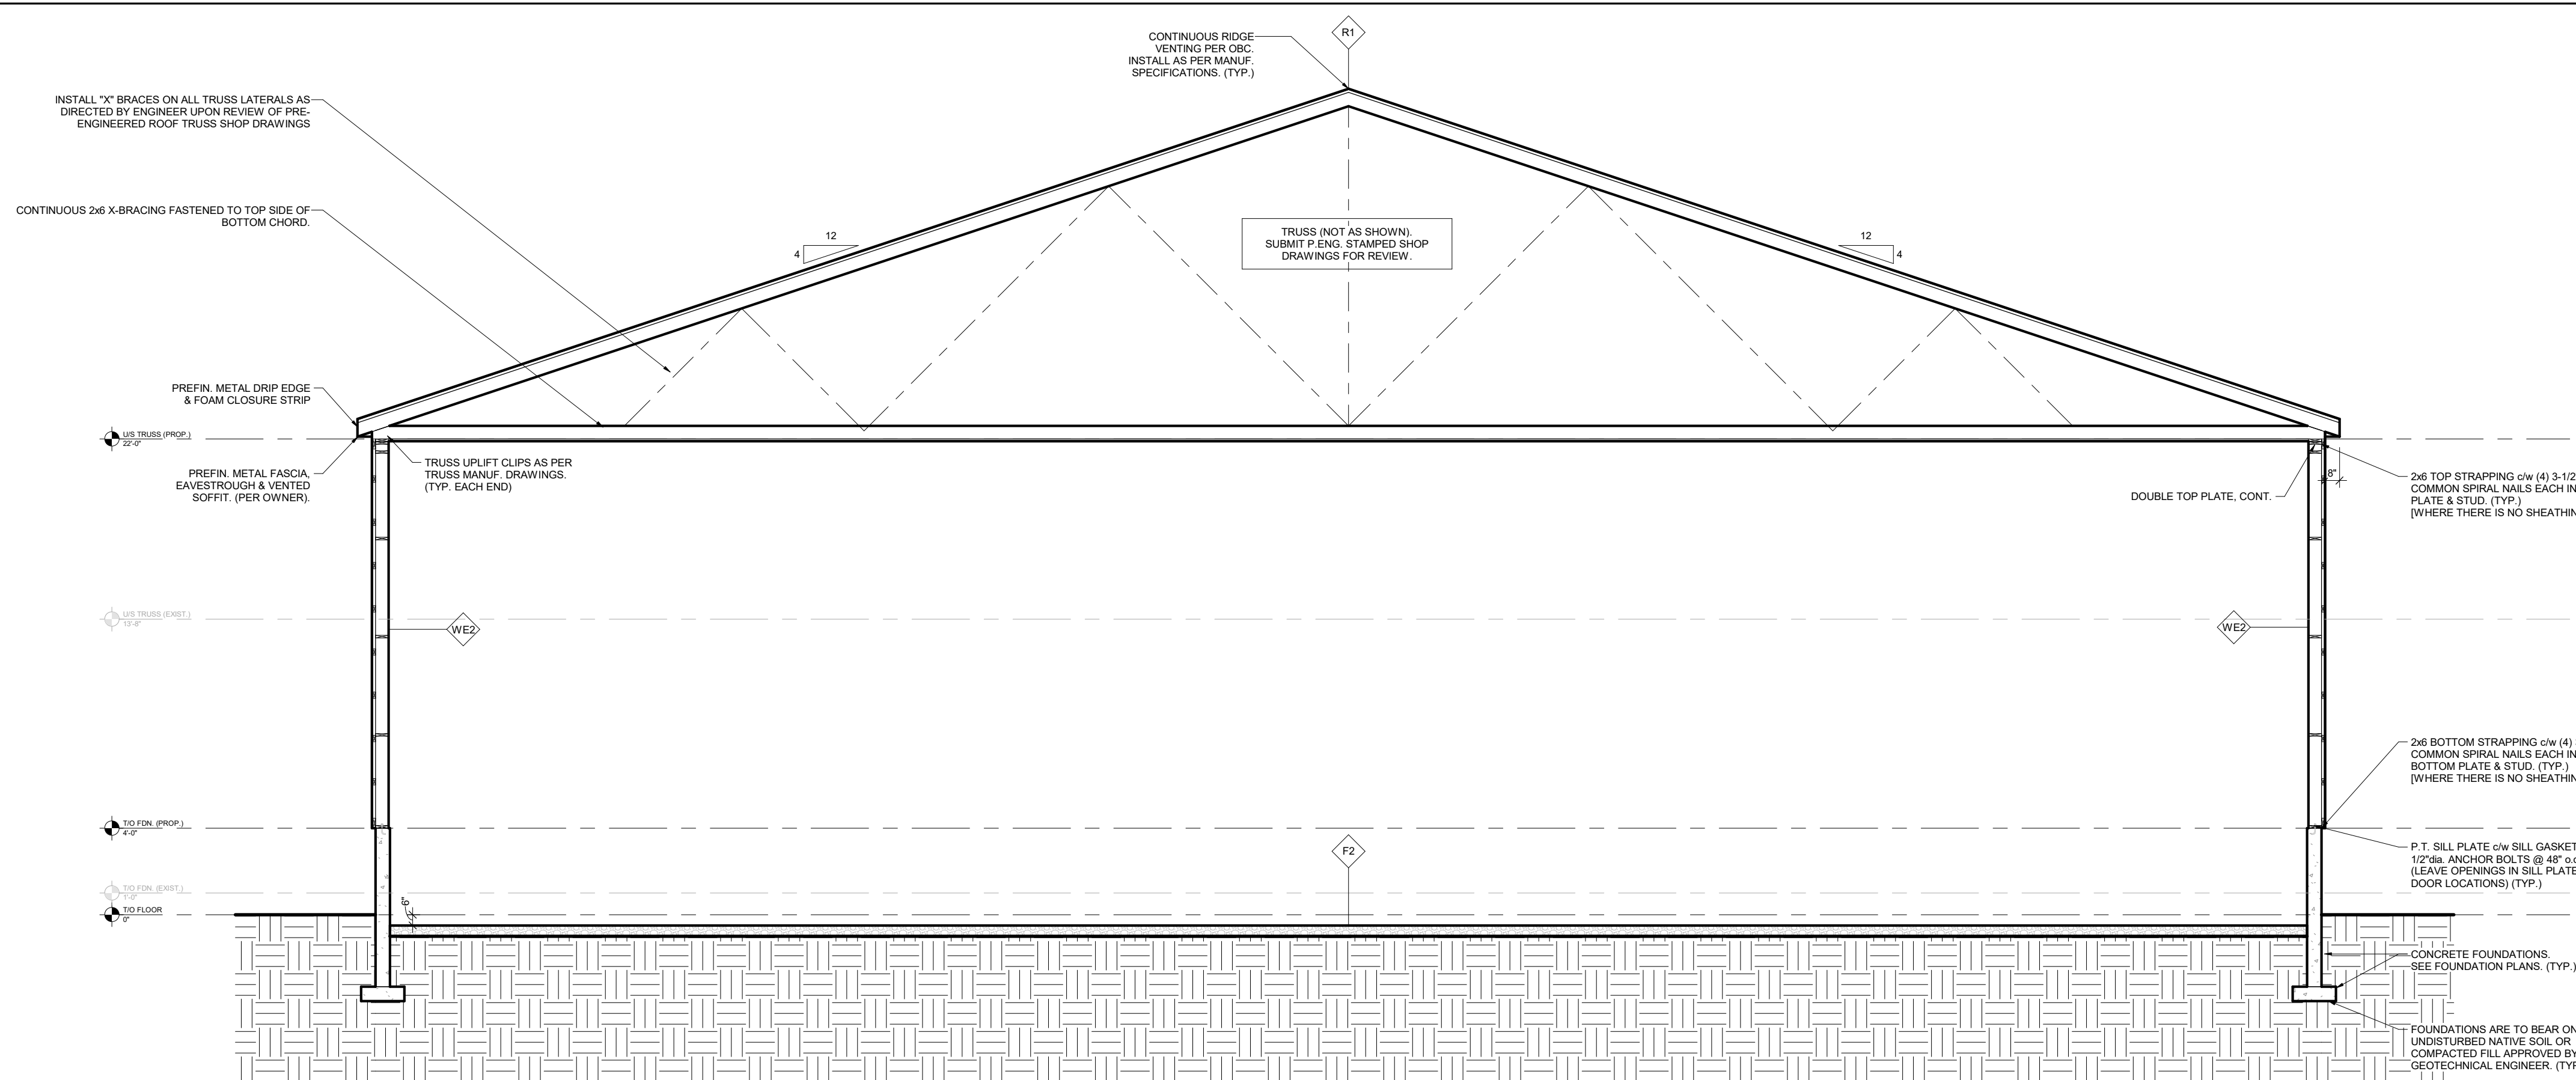 R1
CONTINUOUS RIDGE
VENTING PER OBC.
INSTALL AS PER MANUF.
SPECIFICATIONS. (TYP.)
INSTALL "X" BRACES ON ALL TRUSS LATERALS AS
DIRECTED BY ENGINEER UPON REVIEW OF PRE-
ENGINEERED ROOF TRUSS SHOP DRAWINGS
CONTINUOUS 2x6 X-BRACING FASTENED TO TOP SIDE OF
BOTTOM CHORD.
12
4
TRUSS (NOT AS SHOWN).
SUBMIT P.ENG. STAMPED SHOP
DRAWINGS FOR REVIEW.
12
4
PREFIN. METAL DRIP EDGE
& FOAM CLOSURE STRIP
U/S TRUSS (PROP.)
22'-0"
PREFIN. METAL FASCIA,
EAVESTROUGH & VENTED
SOFFIT. (PER OWNER).
TRUSS UPLIFT CLIPS AS PER
TRUSS MANUF. DRAWINGS.
(TYP. EACH END)
DOUBLE TOP PLATE, CONT.
8"
2x6 TOP STRAPPING c/w (4) 3-1/2
COMMON SPIRAL NAILS EACH IN
PLATE & STUD. (TYP.)
[WHERE THERE IS NO SHEATHIN
U/S TRUSS (EXIST.)
13'-8"
WE2
WE2
2x6 BOTTOM STRAPPING c/w (4)
COMMON SPIRAL NAILS EACH IN
BOTTOM PLATE & STUD. (TYP.)
[WHERE THERE IS NO SHEATHIN
T/O FDN. (PROP.)
4'-0"
F2
P.T. SILL PLATE c/w SILL GASKET
1/2"dia. ANCHOR BOLTS @ 48" o.c
(LEAVE OPENINGS IN SILL PLATE
DOOR LOCATIONS) (TYP.)
T/O FDN. (EXIST.)
1'-0"
T/O FLOOR
0"
6"
CONCRETE FOUNDATIONS.
SEE FOUNDATION PLANS. (TYP.)
FOUNDATIONS ARE TO BEAR ON
UNDISTURBED NATIVE SOIL OR
COMPACTED FILL APPROVED BY
GEOTECHNICAL ENGINEER. (TYP